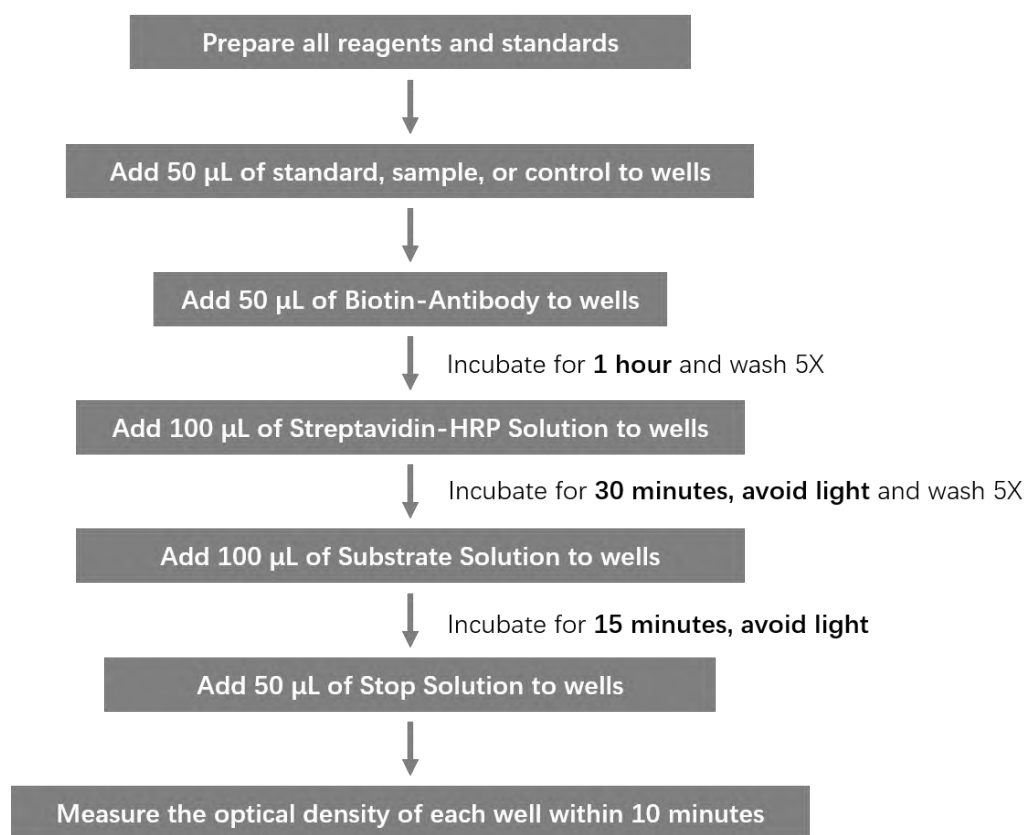 Prepare all reagents and standards
Add 50 μL of standard, sample, or control to wells
Add 50 μL of Biotin-Antibody to wells
Incubate for 1 hour and wash 5X
Add 100 μL of Streptavidin-HRP Solution to wells
Incubate for 30 minutes, avoid light and wash 5X
Add 100 μL of Substrate Solution to wells
Incubate for 15 minutes, avoid light
Add 50 μL of Stop Solution to wells
Measure the optical density of each well within 10 minutes